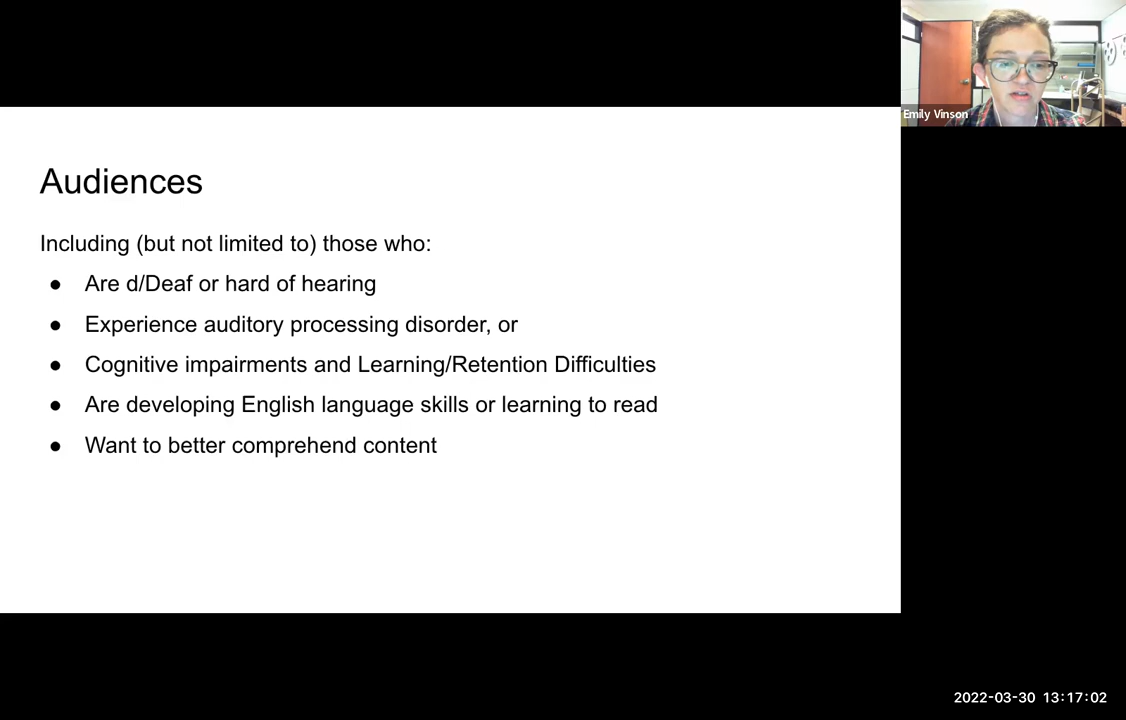 Emily Vinson
Audiences
Including (but not limited to) those who:
● Are d/Deaf or hard of hearing
● Experience auditory processing disorder, or
● Cognitive impairments and Learning/Retention Difficulties
● Are developing English language skills or learning to read
● Want to better comprehend content
2022-03-30 13:17:02